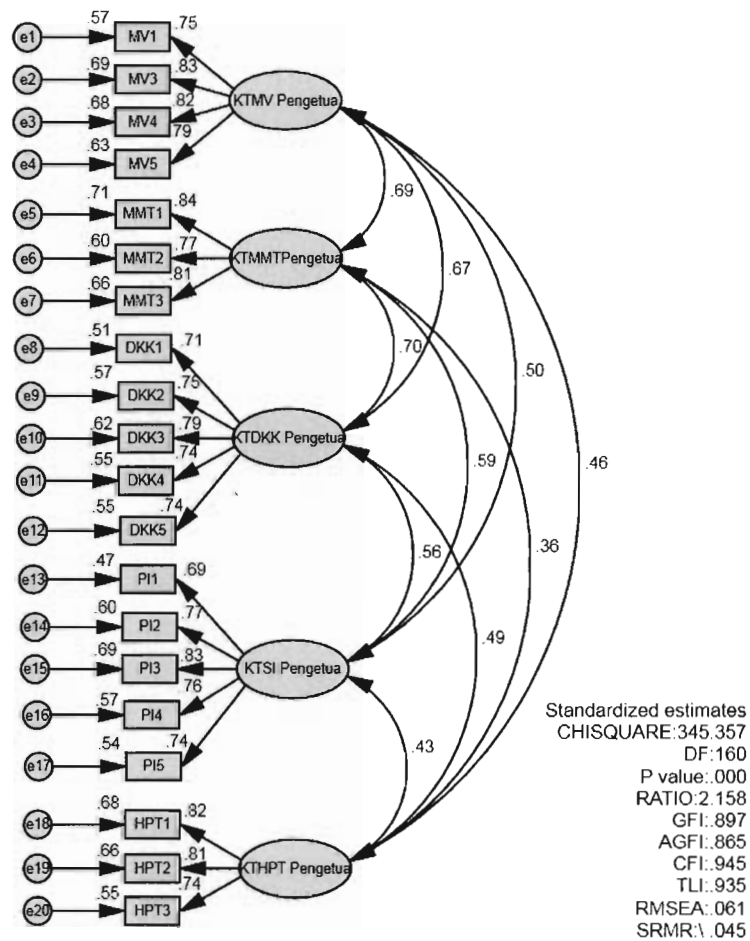 .57 .75
e1 MV1
.69 .83
e2 MV3
KTMV Pengetua
.68 .82
e3 MV4
.63 .79
e4 MV5
.69
.71 .84
e5 MMT1
.60 .77
e6 MMT2 KTMMTPengetua
.67
.66 .81
e7 MMT3
.51 .71
e8 DKK1
.70
.50
.57 .75
e9 DKK2
.62 .79
e10 DKK3 KTDKK Pengetua
.55 .74
e11 DKK4
.59
.46
.55 .74
e12 DKK5
.56
.36
.47 .69
e13 PI1
.60 .77
e14 PI2
.49
.69 .83
e15 PI3 KTSI Pengetua
.57 .76
e16 PI4
.54 .74
e17 PI5
.43
.68 .82
e18 HPT1
.66 .81
e19 HPT2 KTHPT Pengetua
.55 .74
e20 HPT3
Standardized estimates
CHISQUARE:345.357
DF:160
P value:.000
RATIO:2.158
GFI:.897
AGFI:.865
CFI:.945
TLI:.935
RMSEA:.061
SRMR:\ .045